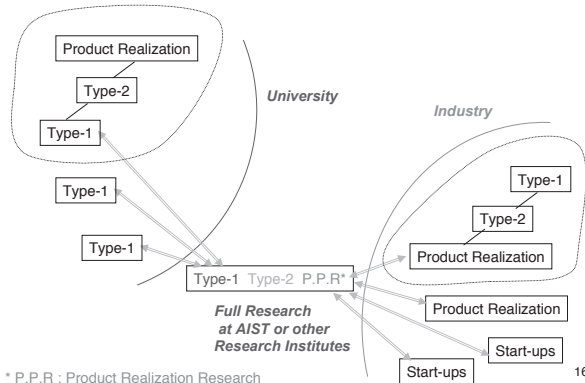 Product Realization
Type-2
Type-1
University
Industry
Type-1
Type-1
Type-2
Type-1
Product Realization
Type-1 Type-2 P.P.R*
Full Research
at AIST or other
Research Institutes
Product Realization
Start-ups
Start-ups
* P.P.R : Product Realization Research
16